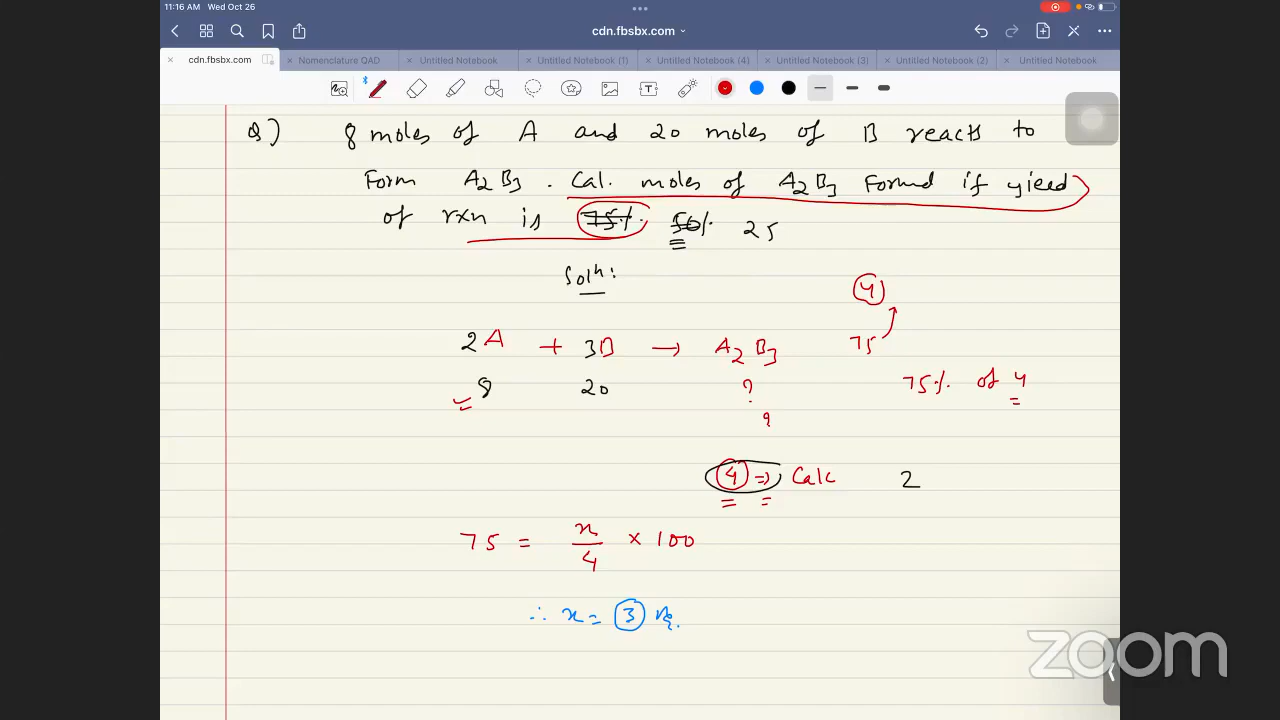 11:16 AM Wed Oct 26
cdn.fbsbx.com
cdn.fbsbx.com Nomenclature QAD Untitled Notebook Untitled Notebook (1) Untitled Notebook (4) Untitled Notebook (3) Untitled Notebook (2) Untitled Notebook
Q) 8 moles of A and 20 moles of B reacts to
Form A2B3. Cal. moles of A2B3 Formed if yield
of rxn is 75%. 50% 25
Soln:
4
2A + 3B → A2B3 75
8 20 ? 75% of 4
?
4 ⇒ Calc 2
75 = x/4 × 100
∴ x = 3
zoom